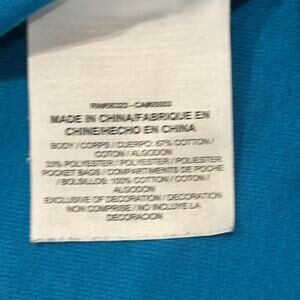 MADE IN CHINA/FABRIQUE EN
CHINE/HECHO EN CHINA
BODY / CORPS / CUERPO: 67% COTTON /
COTON / ALGODON
33% POLYESTER / POLYESTER / POLIESTER
POCKET BAGS / COMPARTIMENTS DE POCHE
/ BOLSILLOS: 100% COTTON / COTON /
ALGODON
EXCLUSIVE OF DECORATION / DECORATION
NON COMPRISE / NO INCLUYE LA
DECORACION